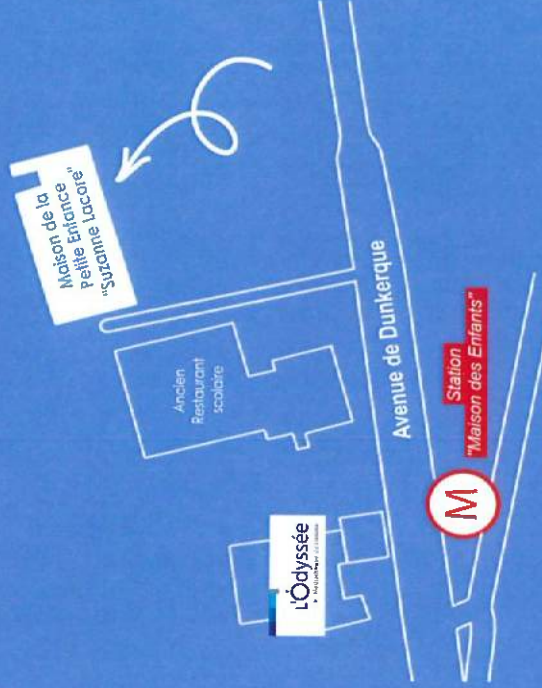 Maison de la
Petite Enfance
"Suzanne Lacore"
Ancien
Restaurant
scolaire
L'Odyssée
Avenue de Dunkerque
M
Station
"Maison des Enfants"